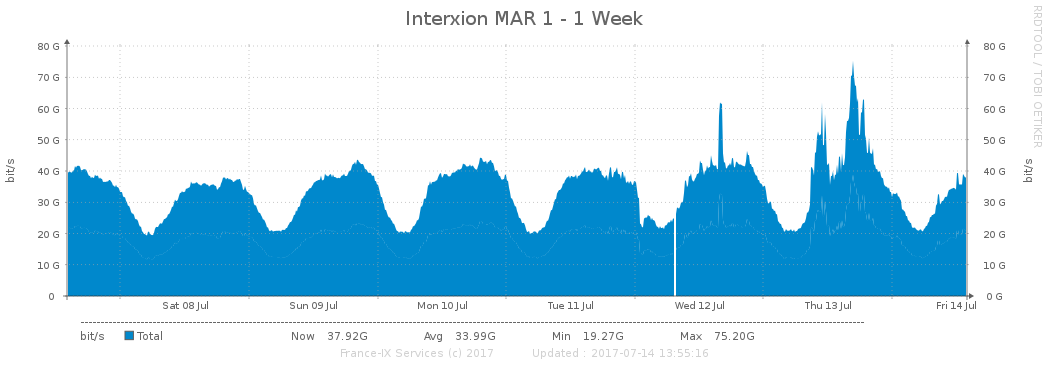 Interxion MAR 1 - 1 Week
RRDTOOL / TOBI OETIKER
80 G 80 G
70 G 70 G
60 G 60 G
50 G 50 G
bit/s 40 G 40 G bit/s
30 G 30 G
20 G 20 G
10 G 10 G
0 0 G
Sat 08 Jul Sun 09 Jul Mon 10 Jul Tue 11 Jul Wed 12 Jul Thu 13 Jul Fri 14 Jul
bit/s Total Now 37.92G Avg 33.99G Min 19.27G Max 75.20G
France-IX Services (c) 2017 Updated : 2017-07-14 13:55:16